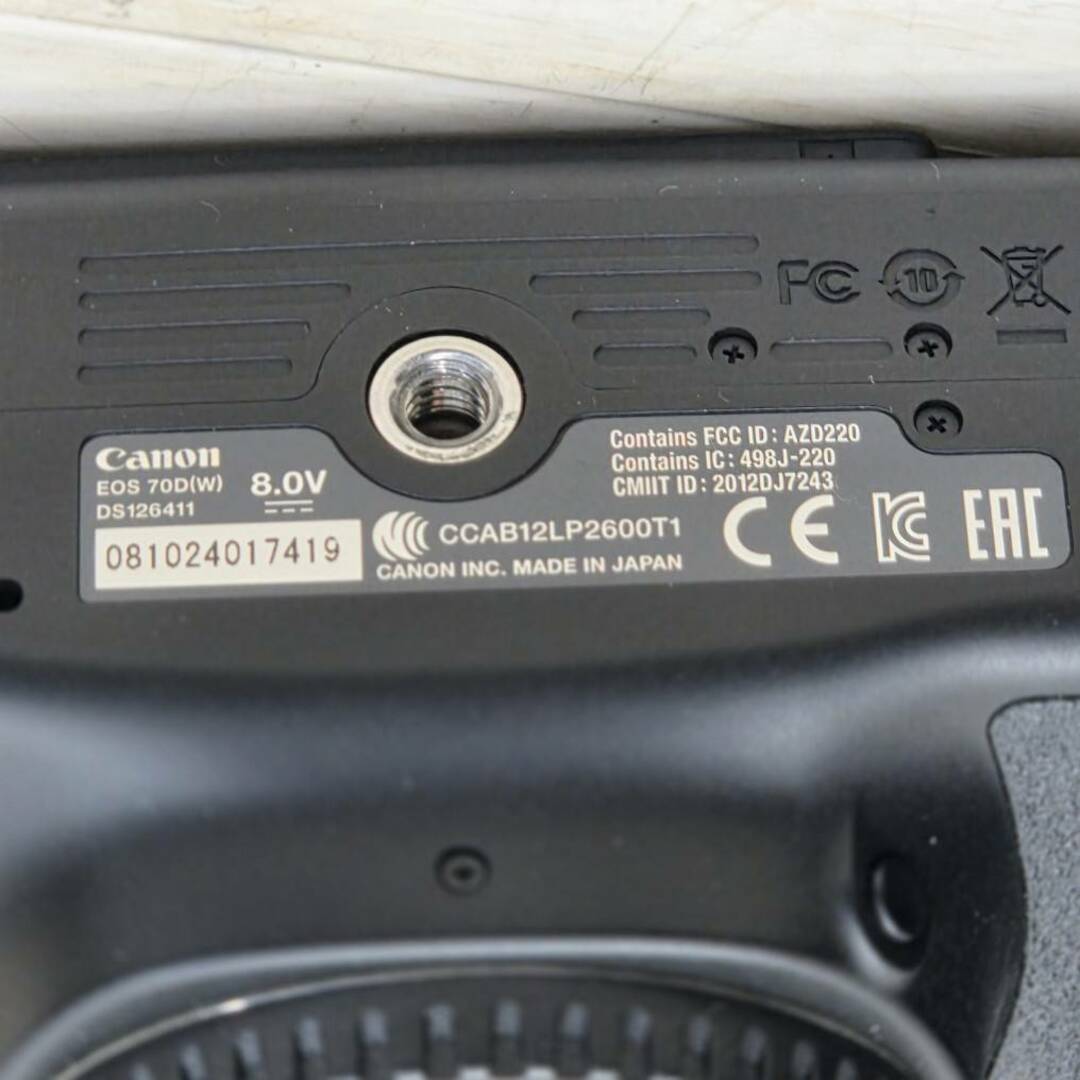 FC
10
Canon
EOS 70D(W)
8.0V
DS126411
081024017419
CCAB12LP2600T1
CANON INC. MADE IN JAPAN
Contains FCC ID: AZD220
Contains IC: 498J-220
CMIIT ID: 2012DJ7243
CE
KC
EAC